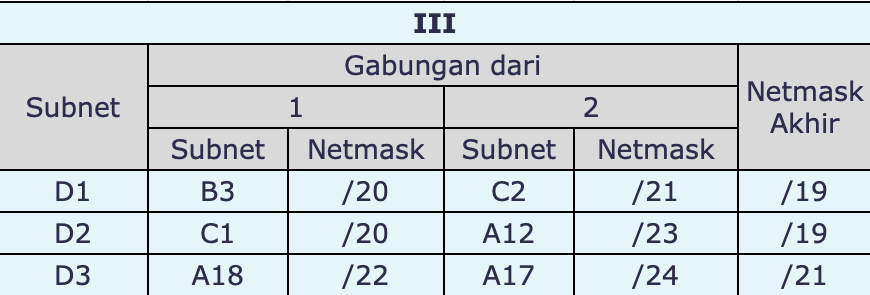 III
Subnet Gabungan dari Netmask Akhir
1 2
Subnet Netmask Subnet Netmask
D1 B3 /20 C2 /21 /19
D2 C1 /20 A12 /23 /19
D3 A18 /22 A17 /24 /21